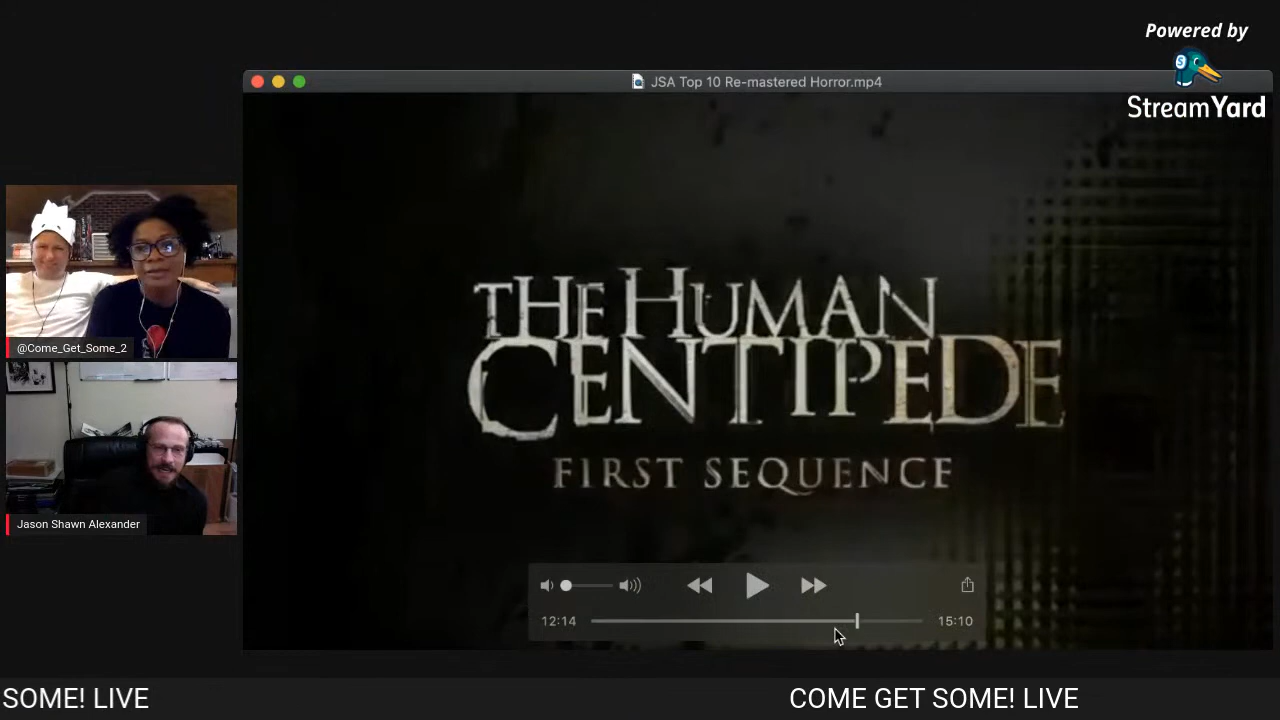 Powered by
StreamYard
JSA Top 10 Re-mastered Horror.mp4
THE HUMAN
CENTIPEDE
FIRST SEQUENCE
@Come_Get_Some_2
Jason Shawn Alexander
12:14
15:10
SOME! LIVE
COME GET SOME! LIVE